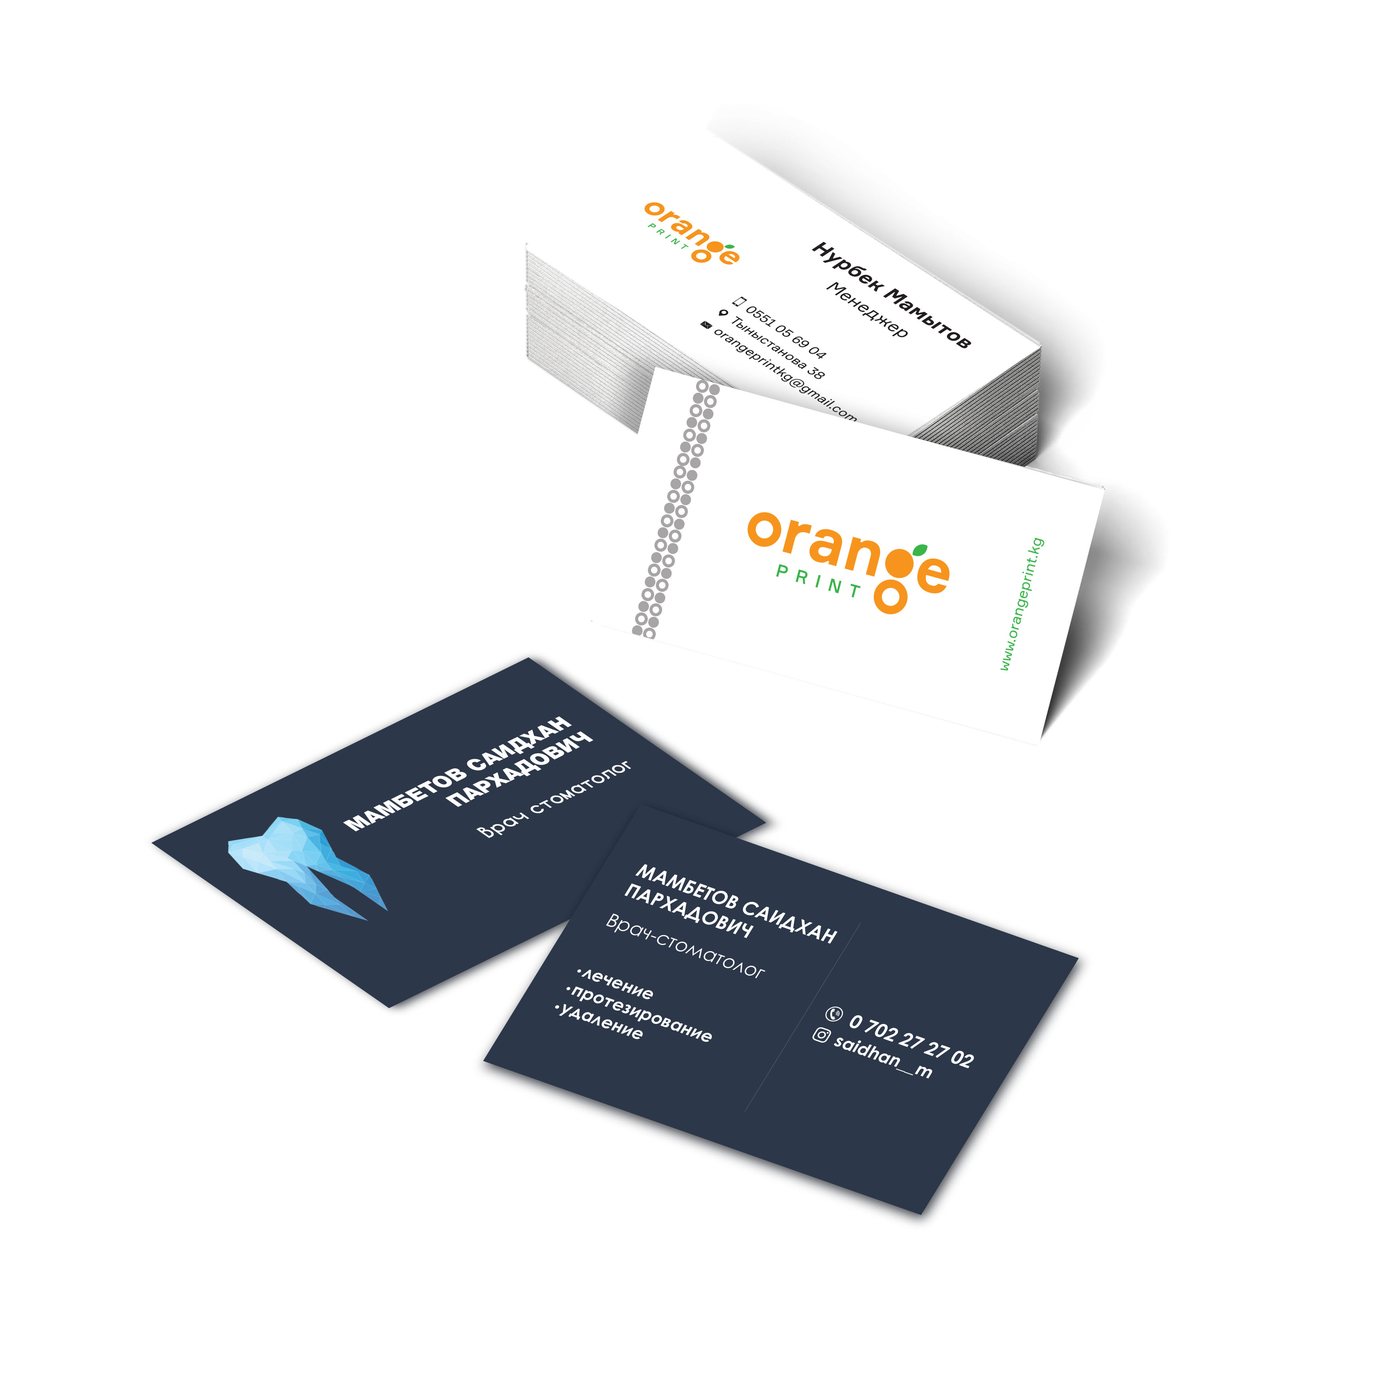 orange
PRINT
Нурбек Мамытов
Менеджер
0551 05 69 04
Тыныстанова 38
orangeprintkg@gmail.com
orange
PRINT
www.orangeprint.kg
МАМБЕТОВ САИДХАН
ПАРХАДОВИЧ
Врач стоматолог
МАМБЕТОВ САИДХАН
ПАРХАДОВИЧ
Врач-стоматолог
•лечение
•протезирование
•удаление
0 702 27 27 02
saidhan__m